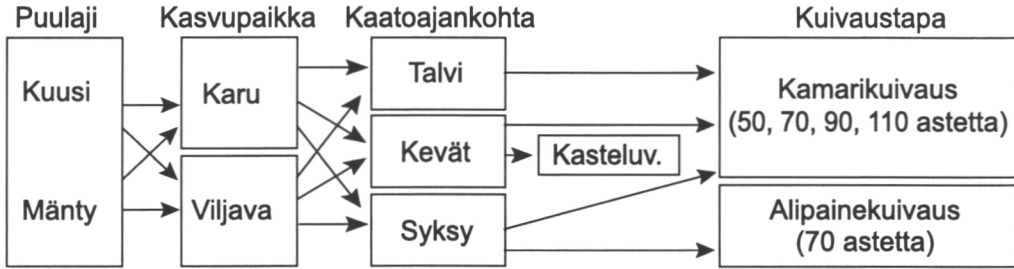 Puulaji
Kasvupaikka
Kaatoajankohta
Kuivaustapa
Kuusi
Mänty
Karu
Viljava
Talvi
Kevät
Syksy
Kasteluv.
Kamarikuivaus
(50, 70, 90, 110 astetta)
Alipainekuivaus
(70 astetta)